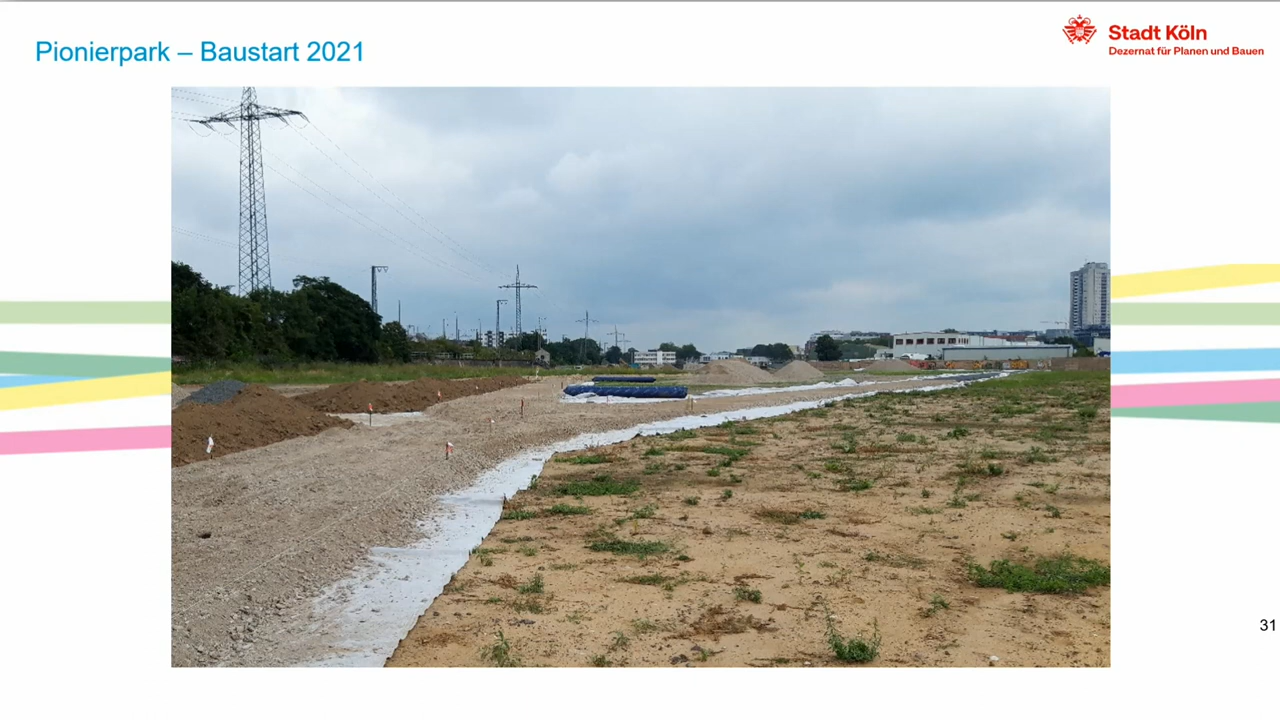 Pionierpark – Baustart 2021
Stadt Köln
Dezernat für Planen und Bauen
31